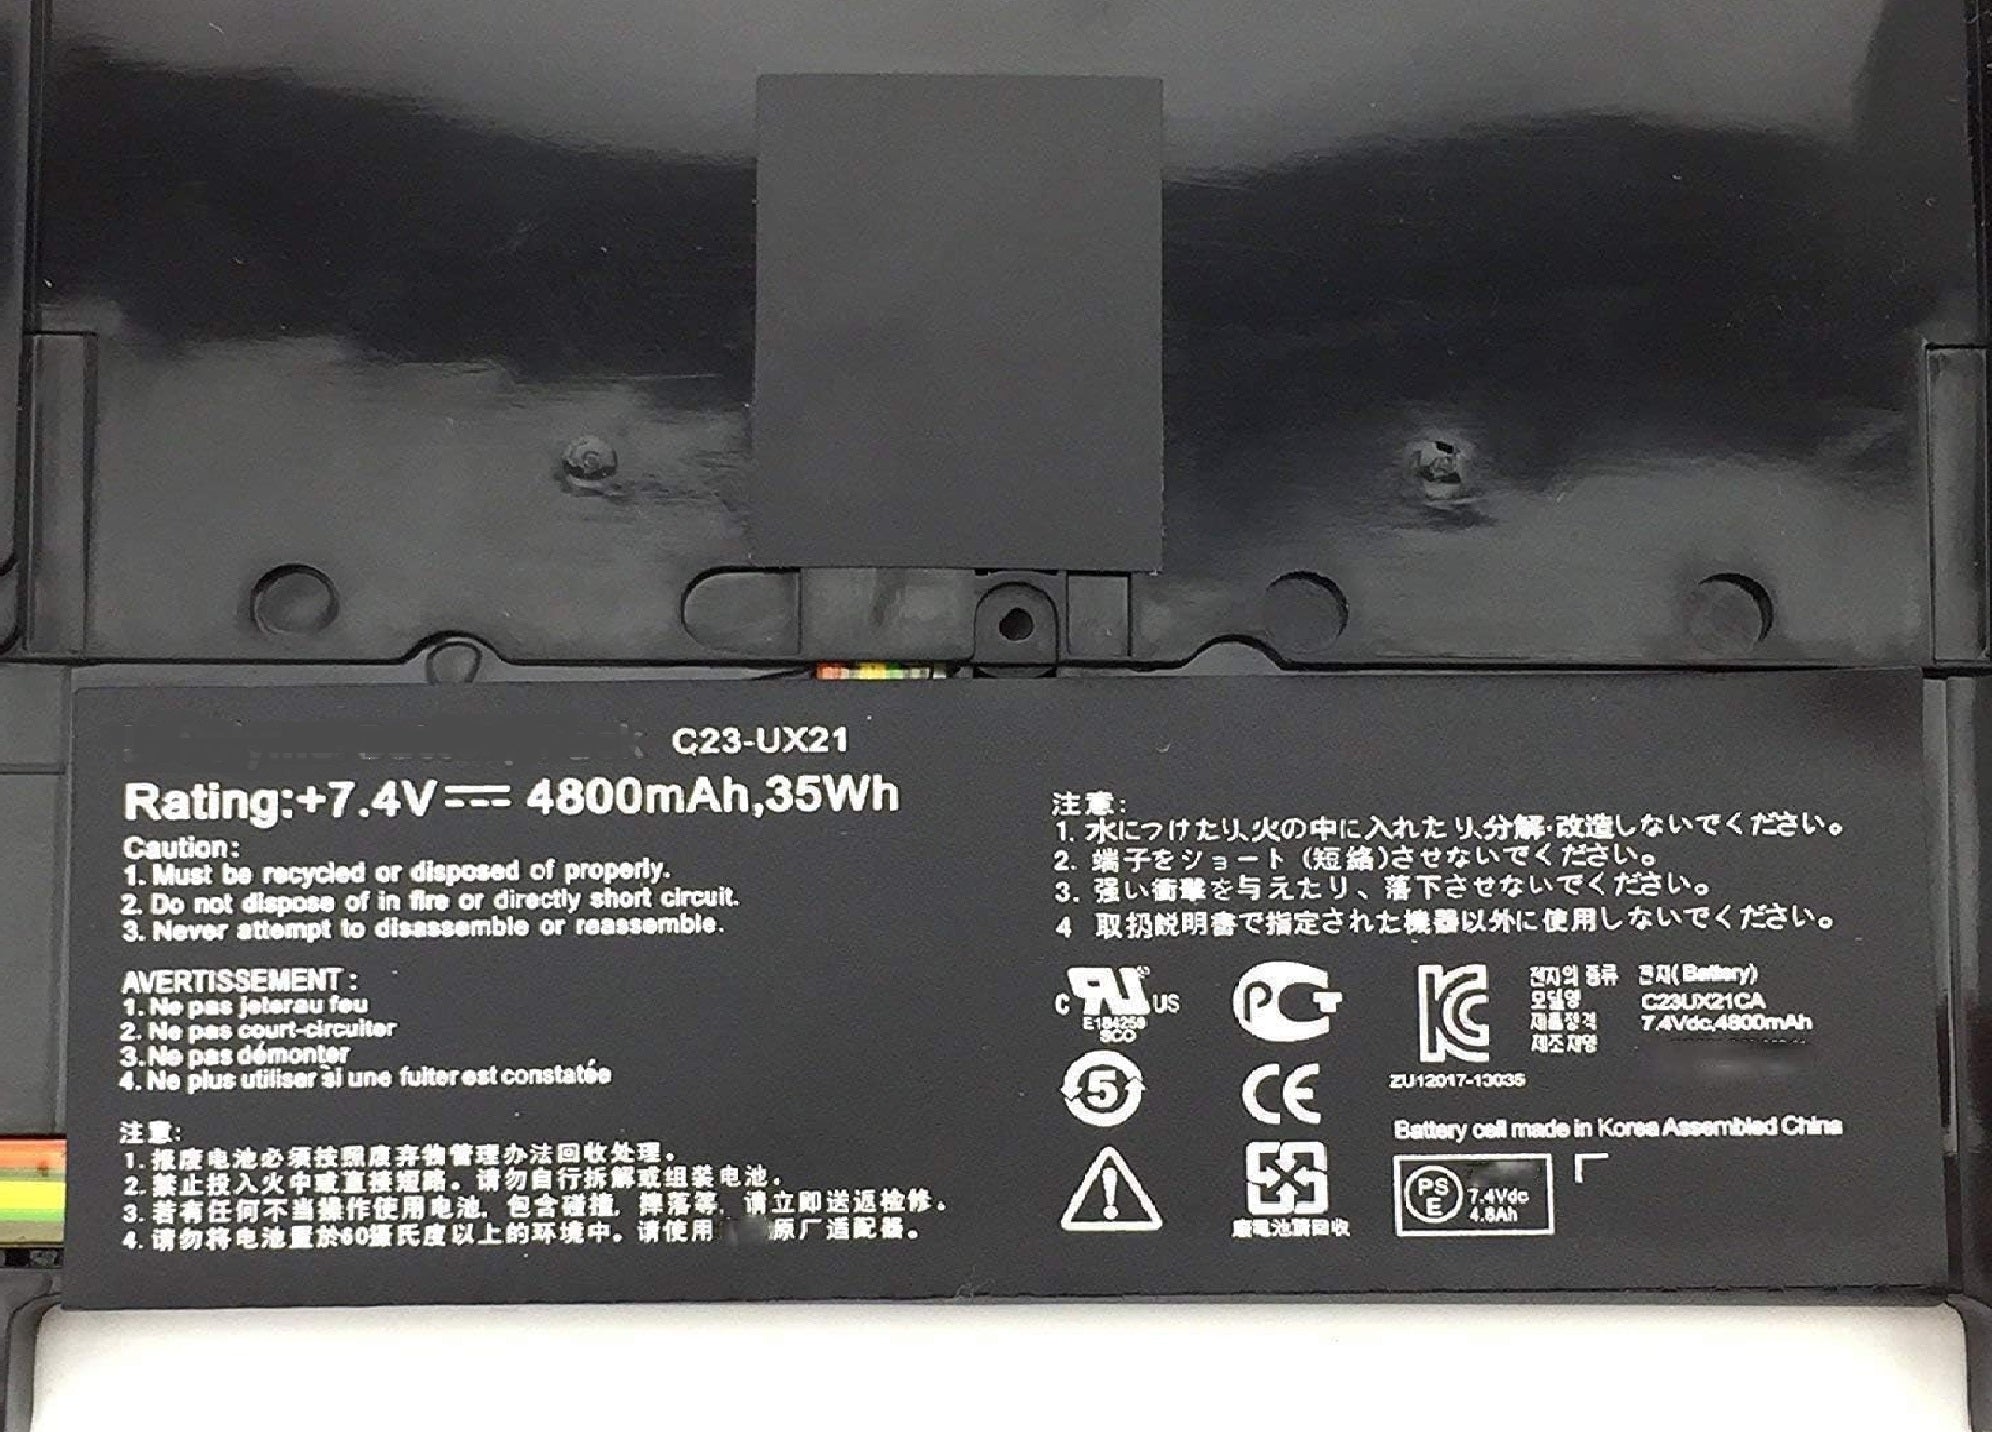 C23-UX21
Rating:+7.4V 4800mAh,35Wh
Caution:
1. Must be recycled or disposed of properly.
2. Do not dispose of in fire or directly short circuit.
3. Never attempt to disassemble or reassemble.
AVERTISSEMENT :
1. Ne pas jeterau feu
2. Ne pas court-circuiter
3. Ne pas démonter
4. Ne plus utiliser si une fuiter est constatée
注意:
1. 报废电池必须按照废弃物管理办法回收处理。
2. 禁止投入火中或直接短路。请勿自行拆解或组装电池.
3. 若有任何不当操作使用电池, 包含碰撞, 摔落等, 请立即送返检修.
4. 请勿将电池置於60摄氏度以上的环境中。请使用 原厂适配器。
注意:
1. 水につけたり、火の中に入れたり、分解·改造しないでください。
2. 端子をショート (短絡)させないでください。
3. 强い衝撃を与えたり、落下させないでください。
4 取扱説明書で指定された機器以外に使用しないでください。
C UR US
E184258
SCO
PCT
KC
전지의 종류 전지(Battery)
모델명 C23UX21CA
제품정격 7.4Vdc,4800mAh
ZU12017-13035
5
CE
Battery cell made in Korea Assembled China
廢電池請回收
PS
E
7.4Vdc
4.8Ah